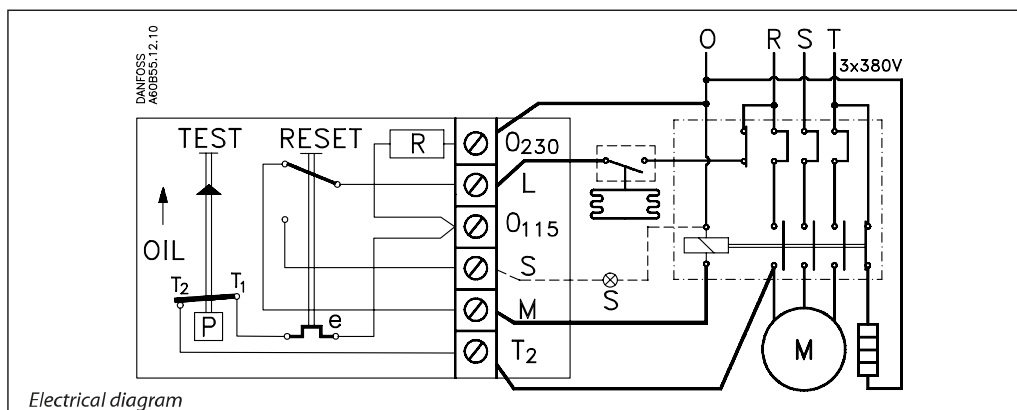 DANFOSS
A60B55.12.10
O R S T
3x380V
TEST RESET
R
O230
L
OIL
O115
S
S
T2 T1
P
e
M
M
T2
Electrical diagram